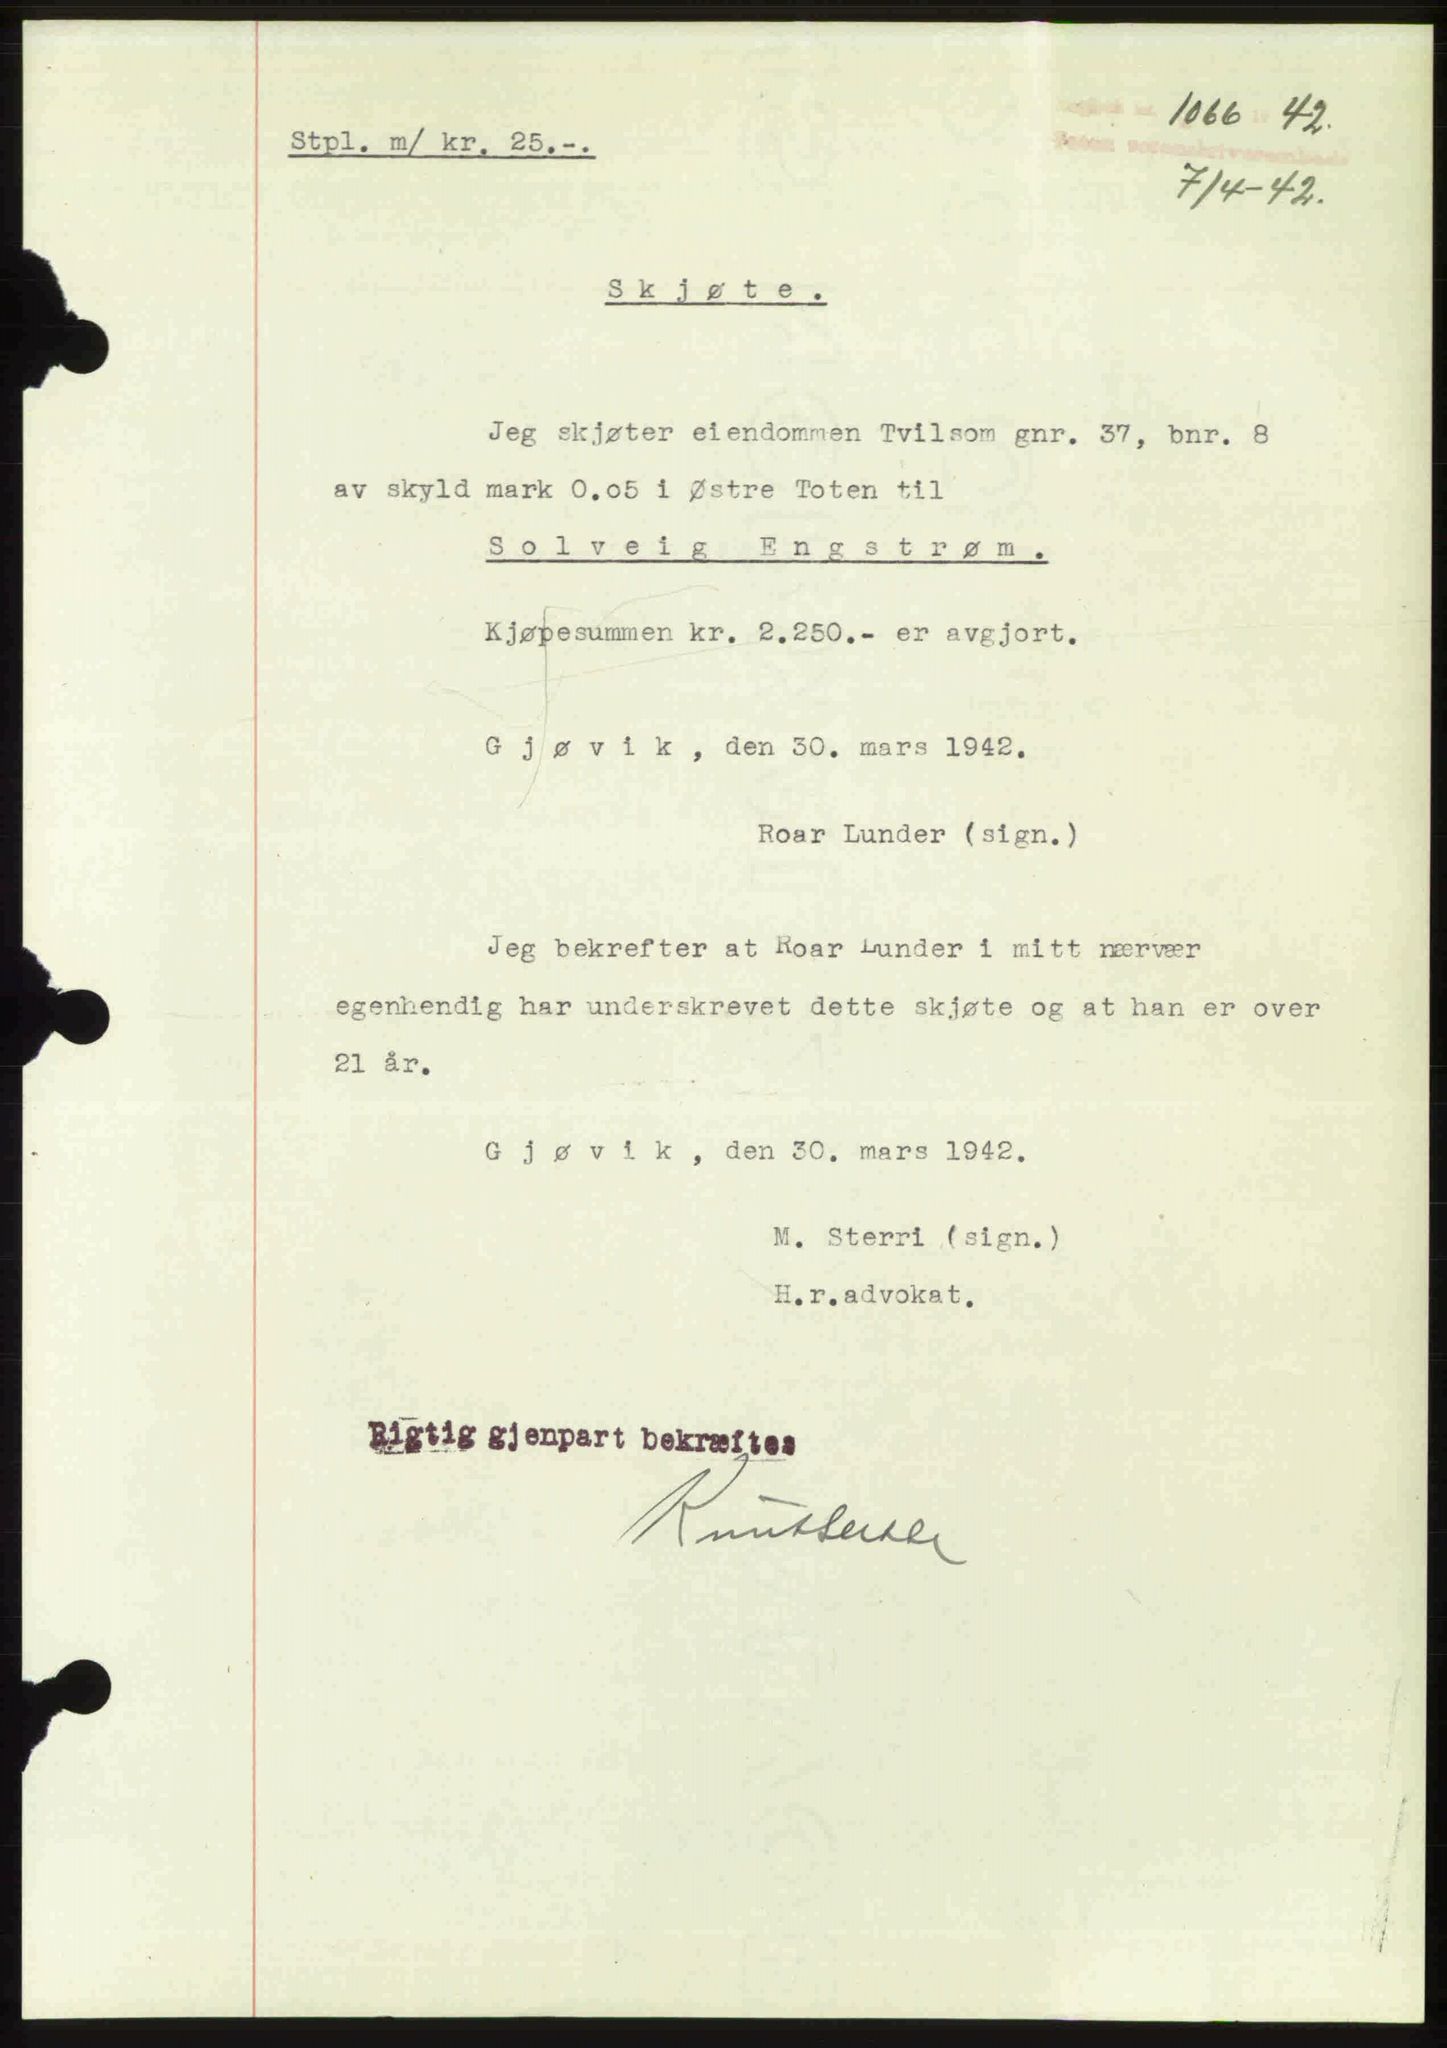 1066 42.
Stpl. m/ kr. 25.-.
7/4-42.
Skjøte.
Jeg skjøter eiendommen Tvilsom gnr. 37, bnr. 8
av skyld mark 0.05 i Østre Toten til
Solveig Engstrøm.
Kjøpesummen kr. 2.250.- er avgjort.
Gjøvik, den 30. mars 1942.
Roar Lunder (sign.)
Jeg bekrefter at Roar Lunder i mitt nærvær
egenhendig har underskrevet dette skjøte og at han er over
21 år.
Gjøvik, den 30. mars 1942.
M. Sterri (sign.)
H.r.advokat.
Rigtig gjenpart bekræftes